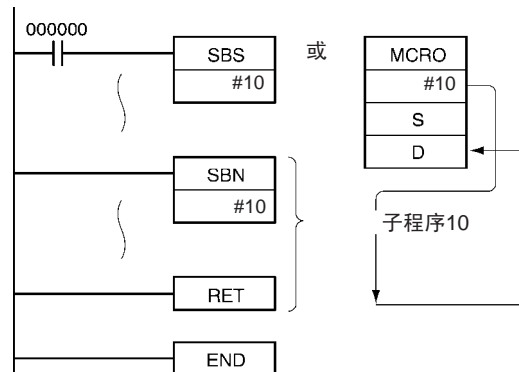 000000
SBS
#10
或
MCRO
#10
S
D
SBN
#10
子程序10
RET
END